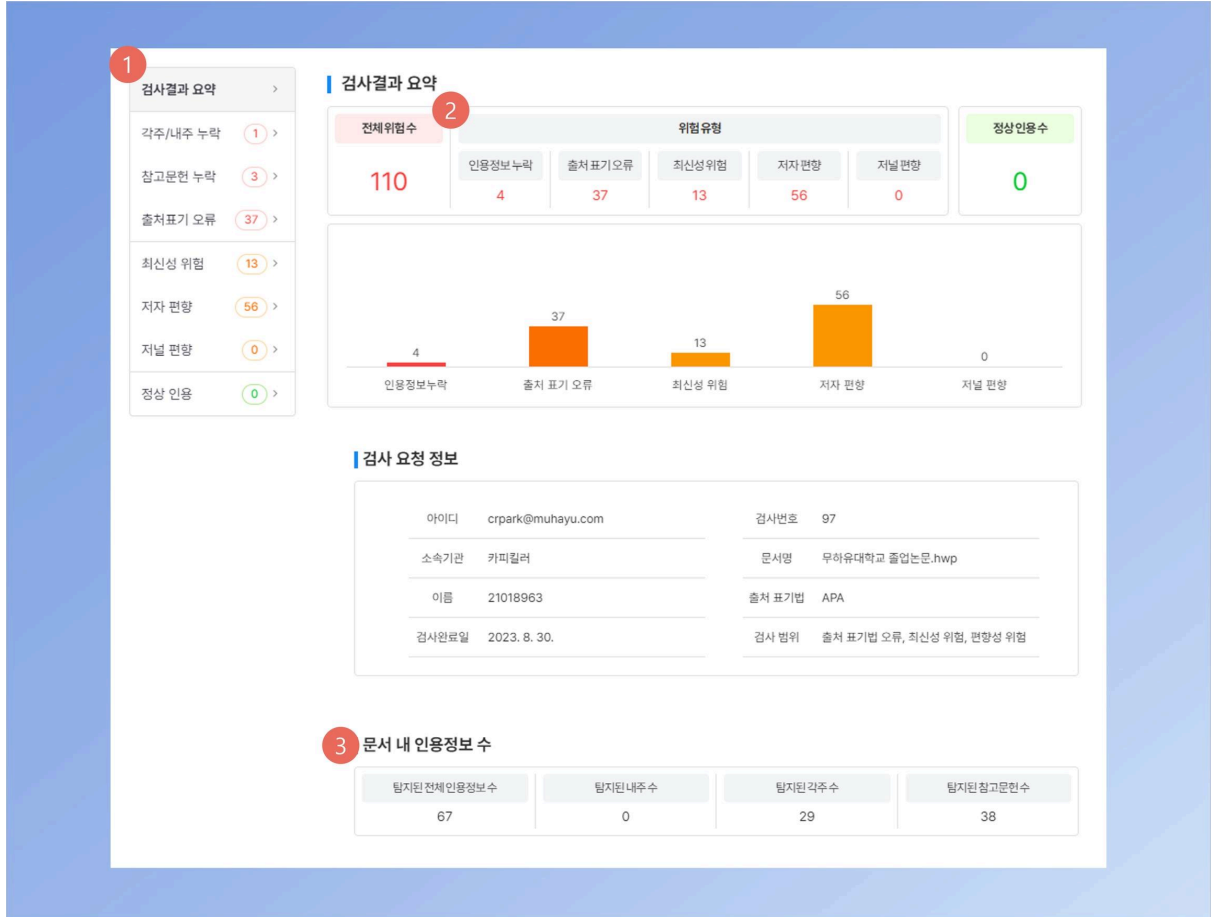 1
검사결과 요약
각주/내주 누락 1
참고문헌 누락 3
출처표기 오류 37
최신성 위험 13
저자 편향 56
저널 편향 0
정상 인용 0
검사결과 요약
2
전체위험수 위험유형 정상인용수
인용정보누락 출처표기오류 최신성위험 저자편향 저널편향
110 4 37 13 56 0 0
4 37 13 56 0
인용정보누락 출처 표기 오류 최신성 위험 저자 편향 저널 편향
검사 요청 정보
아이디 crpark@muhayu.com 검사번호 97
소속기관 카피킬러 문서명 무하유대학교 졸업논문.hwp
이름 21018963 출처 표기법 APA
검사완료일 2023. 8. 30. 검사 범위 출처 표기법 오류, 최신성 위험, 편향성 위험
3 문서 내 인용정보 수
탐지된전체인용정보수 탐지된내주수 탐지된각주수 탐지된참고문헌수
67 0 29 38